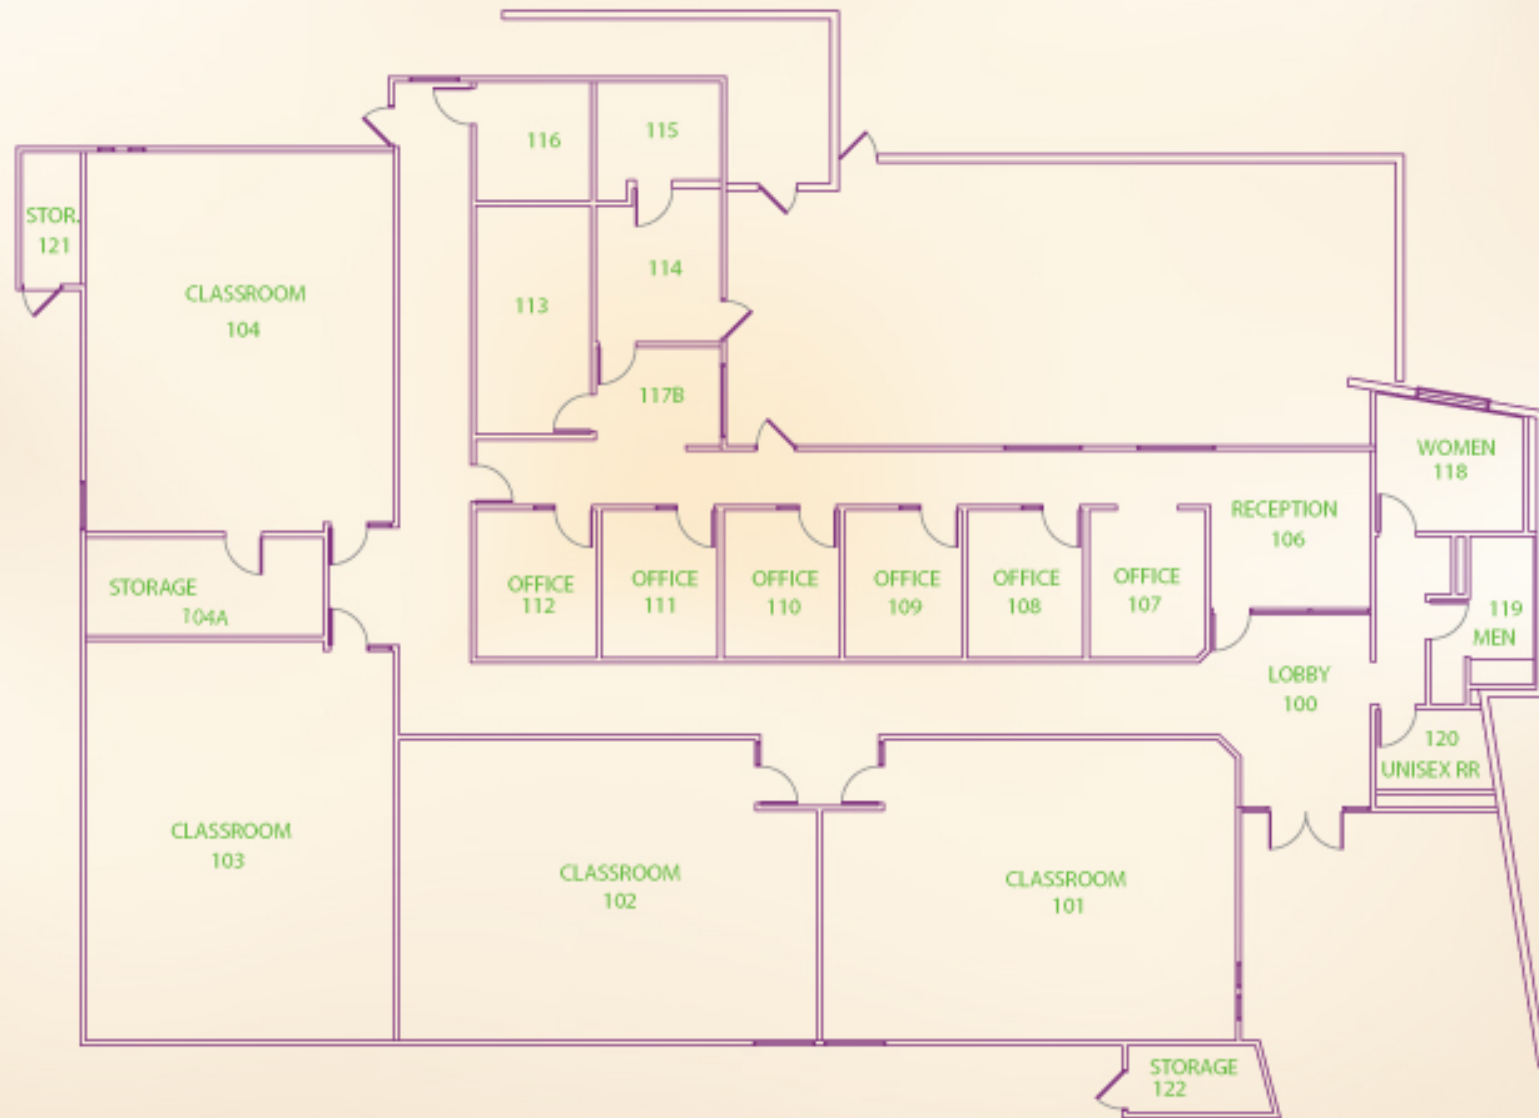 116
115
STOR.
121
114
CLASSROOM
104
113
117B
WOMEN
118
RECEPTION
106
OFFICE
112
OFFICE
111
OFFICE
110
OFFICE
109
OFFICE
108
OFFICE
107
STORAGE
104A
119
MEN
LOBBY
100
120
UNISEX RR
CLASSROOM
103
CLASSROOM
102
CLASSROOM
101
STORAGE
122